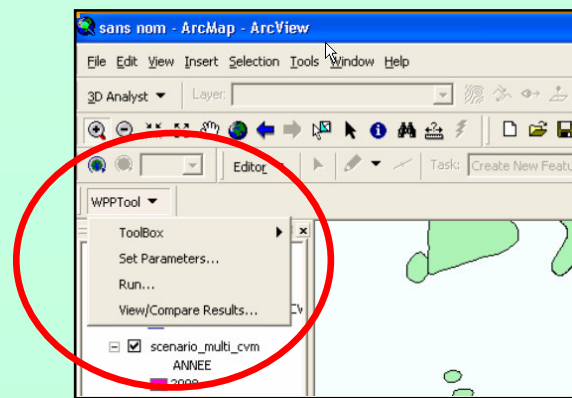 sans nom - ArcMap - ArcView
File Edit View Insert Selection Tools Window Help
3D Analyst Layer:
Editor Task: Create New Featu
WPPTool
ToolBox
Set Parameters...
Run...
View/Compare Results...
scenario_multi_cvm
ANNEE